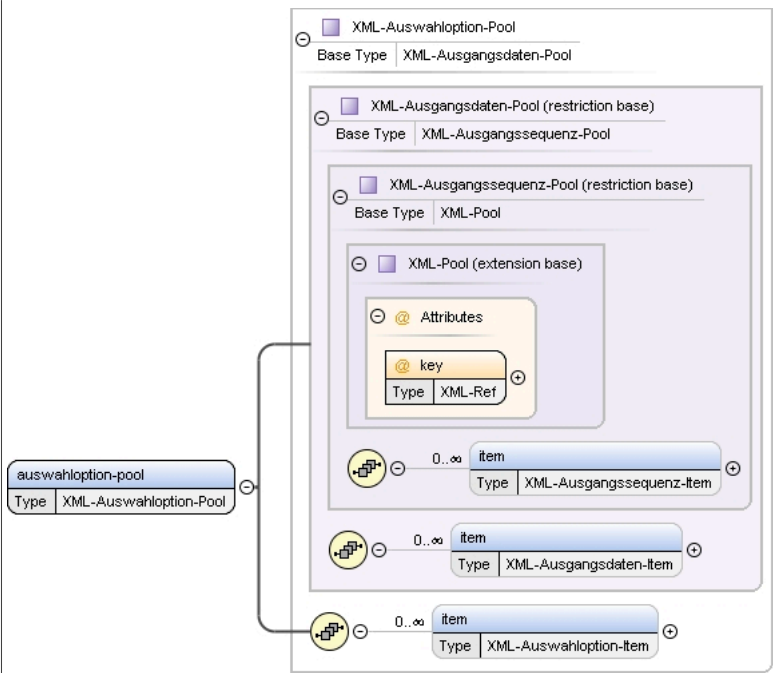 XML-Auswahloption-Pool
Base Type XML-Ausgangsdaten-Pool
XML-Ausgangsdaten-Pool (restriction base)
Base Type XML-Ausgangssequenz-Pool
XML-Ausgangssequenz-Pool (restriction base)
Base Type XML-Pool
XML-Pool (extension base)
@ Attributes
@ key
Type XML-Ref
0..∞ item
Type XML-Ausgangssequenz-Item
auswahloption-pool
Type XML-Auswahloption-Pool
0..∞ item
Type XML-Ausgangsdaten-Item
0..∞ item
Type XML-Auswahloption-Item